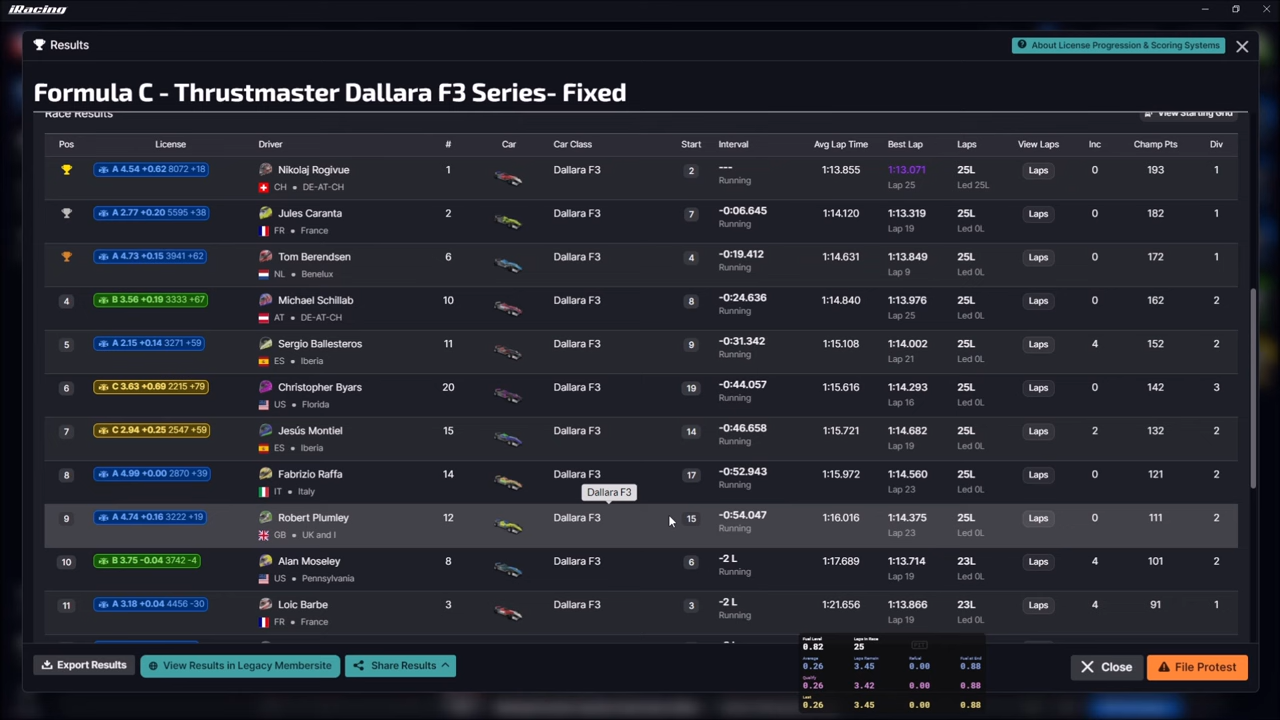 iRacing
Results
About License Progression & Scoring Systems
Formula C - Thrustmaster Dallara F3 Series- Fixed
Race Results
View Starting Grid
Pos License Driver # Car Car Class Start Interval Avg Lap Time Best Lap Laps View Laps Inc Champ Pts Div
A 4.54 +0.62 8072 +18 Nikolaj Rogivue 1 Dallara F3 2 --- 1:13.855 1:13.071 25L Laps 0 193 1
CH • DE-AT-CH Running Lap 25 Led 25L
A 2.77 +0.20 5595 +38 Jules Caranta 2 Dallara F3 7 -0:06.645 1:14.120 1:13.319 25L Laps 0 182 1
FR • France Running Lap 19 Led 0L
A 4.73 +0.15 3941 +62 Tom Berendsen 6 Dallara F3 4 -0:19.412 1:14.631 1:13.849 25L Laps 0 172 1
NL • Benelux Running Lap 9 Led 0L
4 B 3.56 +0.19 3333 +67 Michael Schillab 10 Dallara F3 8 -0:24.636 1:14.840 1:13.976 25L Laps 0 162 2
AT • DE-AT-CH Running Lap 25 Led 0L
5 A 2.15 +0.14 3271 +59 Sergio Ballesteros 11 Dallara F3 9 -0:31.342 1:15.108 1:14.002 25L Laps 4 152 2
ES • Iberia Running Lap 21 Led 0L
6 C 3.63 +0.69 2215 +79 Christopher Byars 20 Dallara F3 19 -0:44.057 1:15.616 1:14.293 25L Laps 0 142 3
US • Florida Running Lap 16 Led 0L
7 C 2.94 +0.25 2547 +59 Jesús Montiel 15 Dallara F3 14 -0:46.658 1:15.721 1:14.682 25L Laps 2 132 2
ES • Iberia Running Lap 19 Led 0L
8 A 4.99 +0.00 2870 +39 Fabrizio Raffa 14 Dallara F3 17 -0:52.943 1:15.972 1:14.560 25L Laps 0 121 2
IT • Italy Running Lap 23 Led 0L
Dallara F3
9 A 4.74 +0.16 3222 +19 Robert Plumley 12 Dallara F3 15 -0:54.047 1:16.016 1:14.375 25L Laps 0 111 2
GB • UK and I Running Lap 23 Led 0L
10 B 3.75 -0.04 3742 -4 Alan Moseley 8 Dallara F3 6 -2 L 1:17.689 1:13.714 23L Laps 4 101 2
US • Pennsylvania Running Lap 19 Led 0L
11 A 3.18 +0.04 4456 -30 Loic Barbe 3 Dallara F3 3 -2 L 1:21.656 1:13.866 23L Laps 4 91 1
FR • France Running Lap 19 Led 0L
Fuel Level Laps in Race
0.82 25
Average Laps Remain Refuel Fuel at End
0.26 3.45 0.00 0.88
Qualify
0.26 3.42 0.00 0.88
Last
0.26 3.45 0.00 0.88
Export Results View Results in Legacy Membersite Share Results Close File Protest